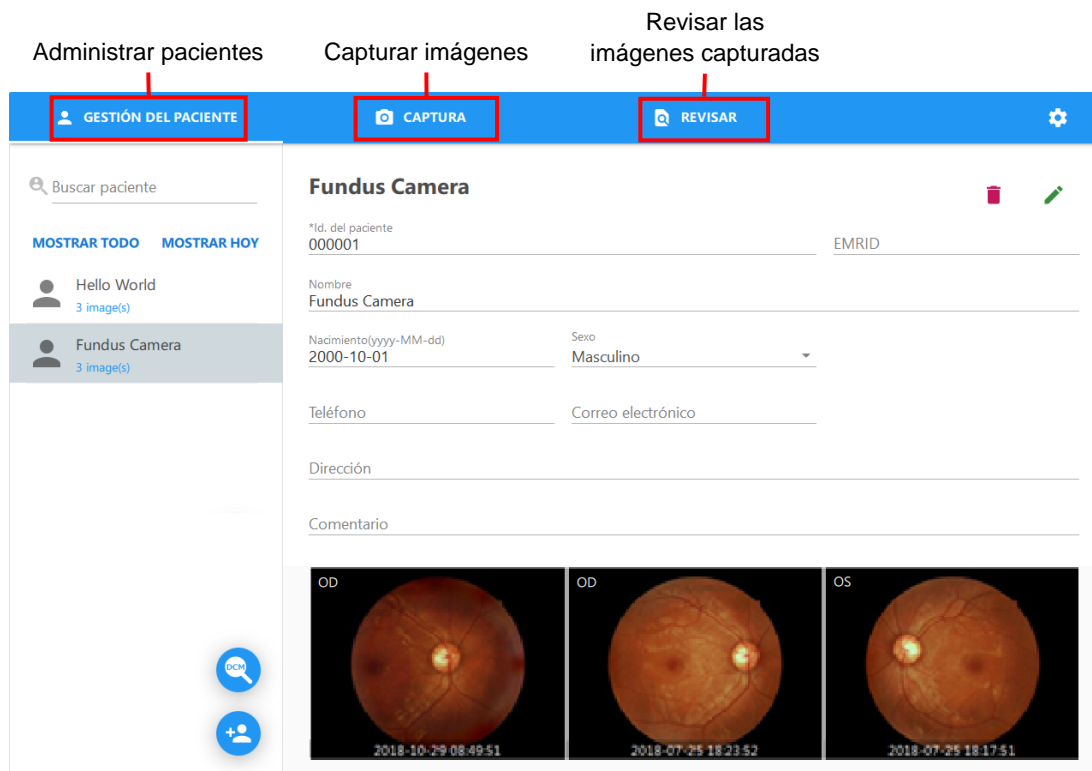 Administrar pacientes
Capturar imágenes
Revisar las
imágenes capturadas
GESTIÓN DEL PACIENTE
CAPTURA
REVISAR
Buscar paciente
MOSTRAR TODO MOSTRAR HOY
Hello World
3 image(s)
Fundus Camera
3 image(s)
DCM
Fundus Camera
*Id. del paciente
000001
EMRID
Nombre
Fundus Camera
Nacimiento(yyyy-MM-dd)
2000-10-01
Sexo
Masculino
Teléfono
Correo electrónico
Dirección
Comentario
OD
2018-10-29 08:49:51
OD
2018-07-25 18:23:52
OS
2018-07-25 18:17:51